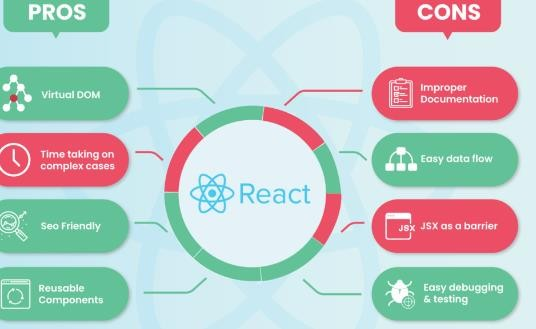 PROS
CONS
Virtual DOM
Improper
Documentation
Time taking on
complex cases
Easy data flow
React
Seo Friendly
JSX
JSX as a barrier
Reusable
Components
Easy debugging
& testing